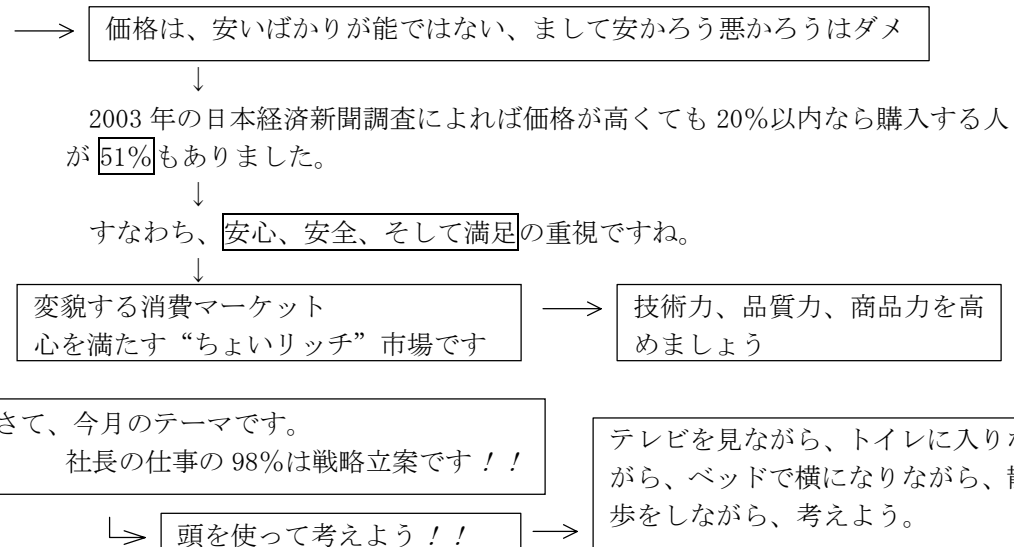 価格は、安いばかりが能ではない、まして安かろう悪かろうはダメ
2003 年の日本経済新聞調査によれば価格が高くても 20%以内なら購入する人
が 51%もありました。
すなわち、安心、安全、そして満足の重視ですね。
変貌する消費マーケット
心を満たす“ちょいリッチ”市場です
技術力、品質力、商品力を高
めましょう
さて、今月のテーマです。
社長の仕事の 98%は戦略立案です！！
テレビを見ながら、トイレに入りな
がら、ベッドで横になりながら、散
歩をしながら、考えよう。
頭を使って考えよう！！